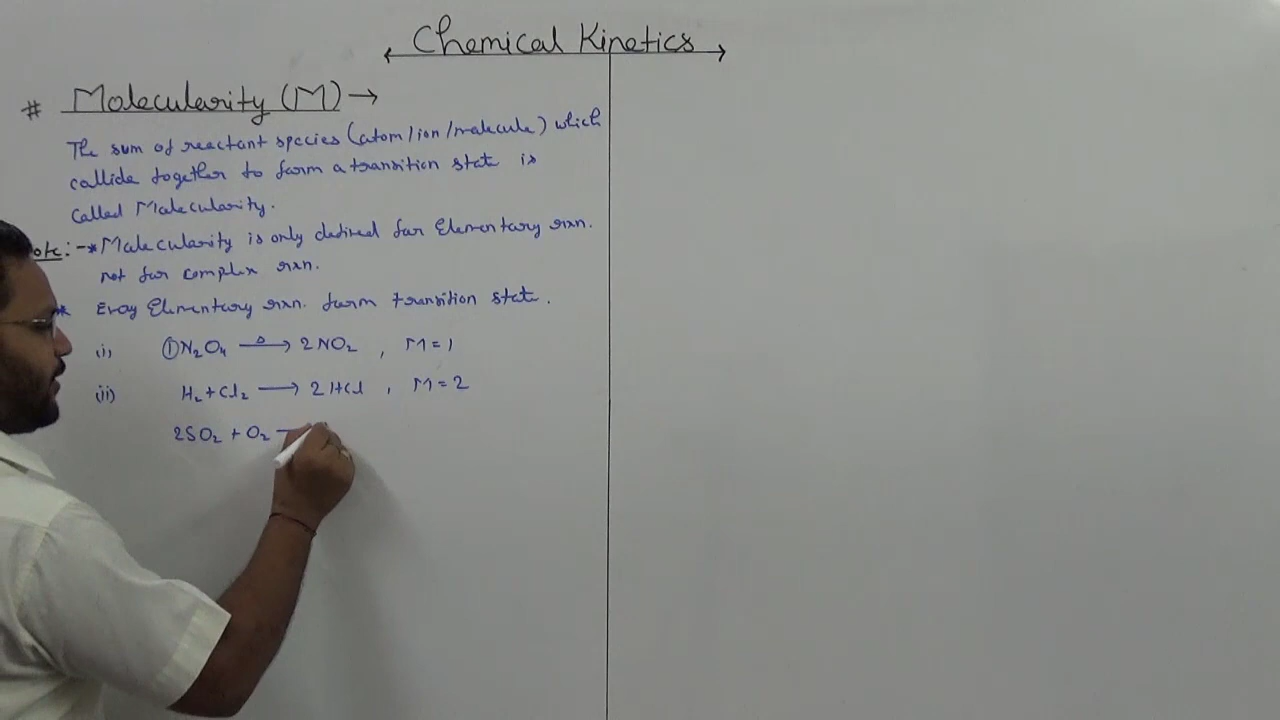 Chemical Kinetics
# Molecularity (M) →
The sum of reactant species (atom/ion/molecule) which
collide together to form a transition state is
called Molecularity.
ote:-* Molecularity is only defined for Elementary rxn.
not for complex rxn.
* Every Elementary rxn. form transition state.
(i) ①N₂O₄ —Δ→ 2NO₂ , M=1
(ii) H₂+Cl₂ → 2HCl , M=2
2SO₂ + O₂ —